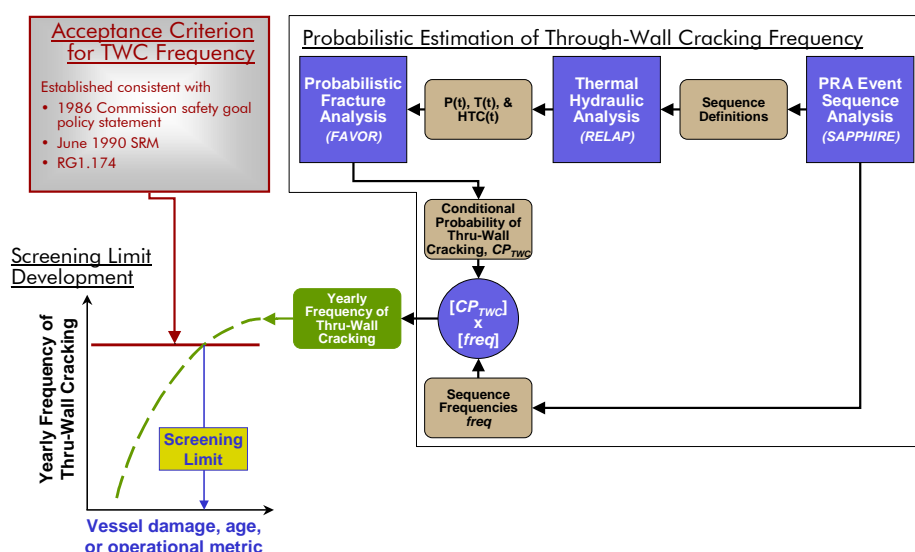 Acceptance Criterion
for TWC Frequency
Established consistent with
• 1986 Commission safety goal
policy statement
• June 1990 SRM
• RG1.174
Probabilistic Estimation of Through-Wall Cracking Frequency
Probabilistic
Fracture
Analysis
(FAVOR)
P(t), T(t), &
HTC(t)
Thermal
Hydraulic
Analysis
(RELAP)
Sequence
Definitions
PRA Event
Sequence
Analysis
(SAPPHIRE)
Conditional
Probability of
Thru-Wall
Cracking, CPTWC
[CPTWC]
x
[freq]
Sequence
Frequencies
freq
Yearly
Frequency of
Thru-Wall
Cracking
Screening Limit
Development
Yearly Frequency of
Thru-Wall Cracking
Screening
Limit
Vessel damage, age,
or operational metric